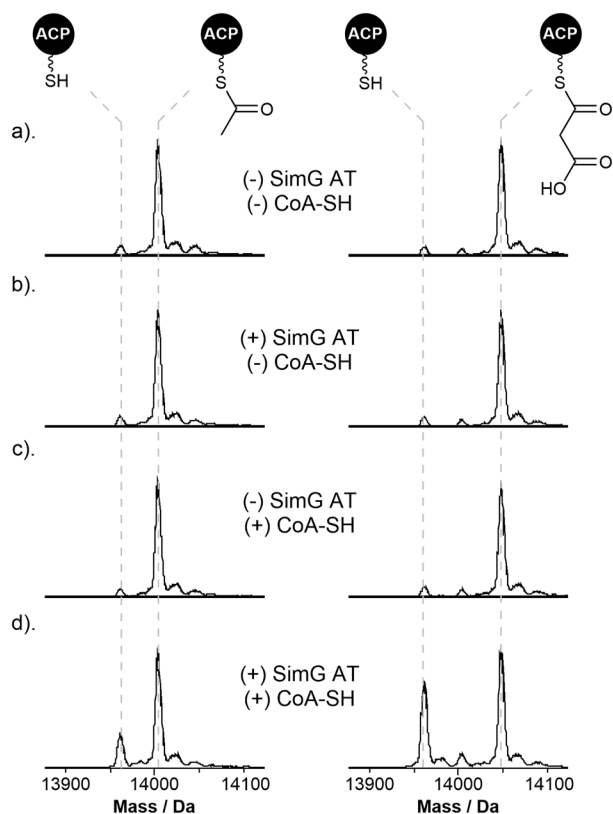 ACP
ACP
ACP
ACP
SH
S
O
SH
S
O
O
HO
a).
(-) SimG AT
(-) CoA-SH
b).
(+) SimG AT
(-) CoA-SH
c).
(-) SimG AT
(+) CoA-SH
d).
(+) SimG AT
(+) CoA-SH
13900 14000 14100 13900 14000 14100
Mass / Da Mass / Da